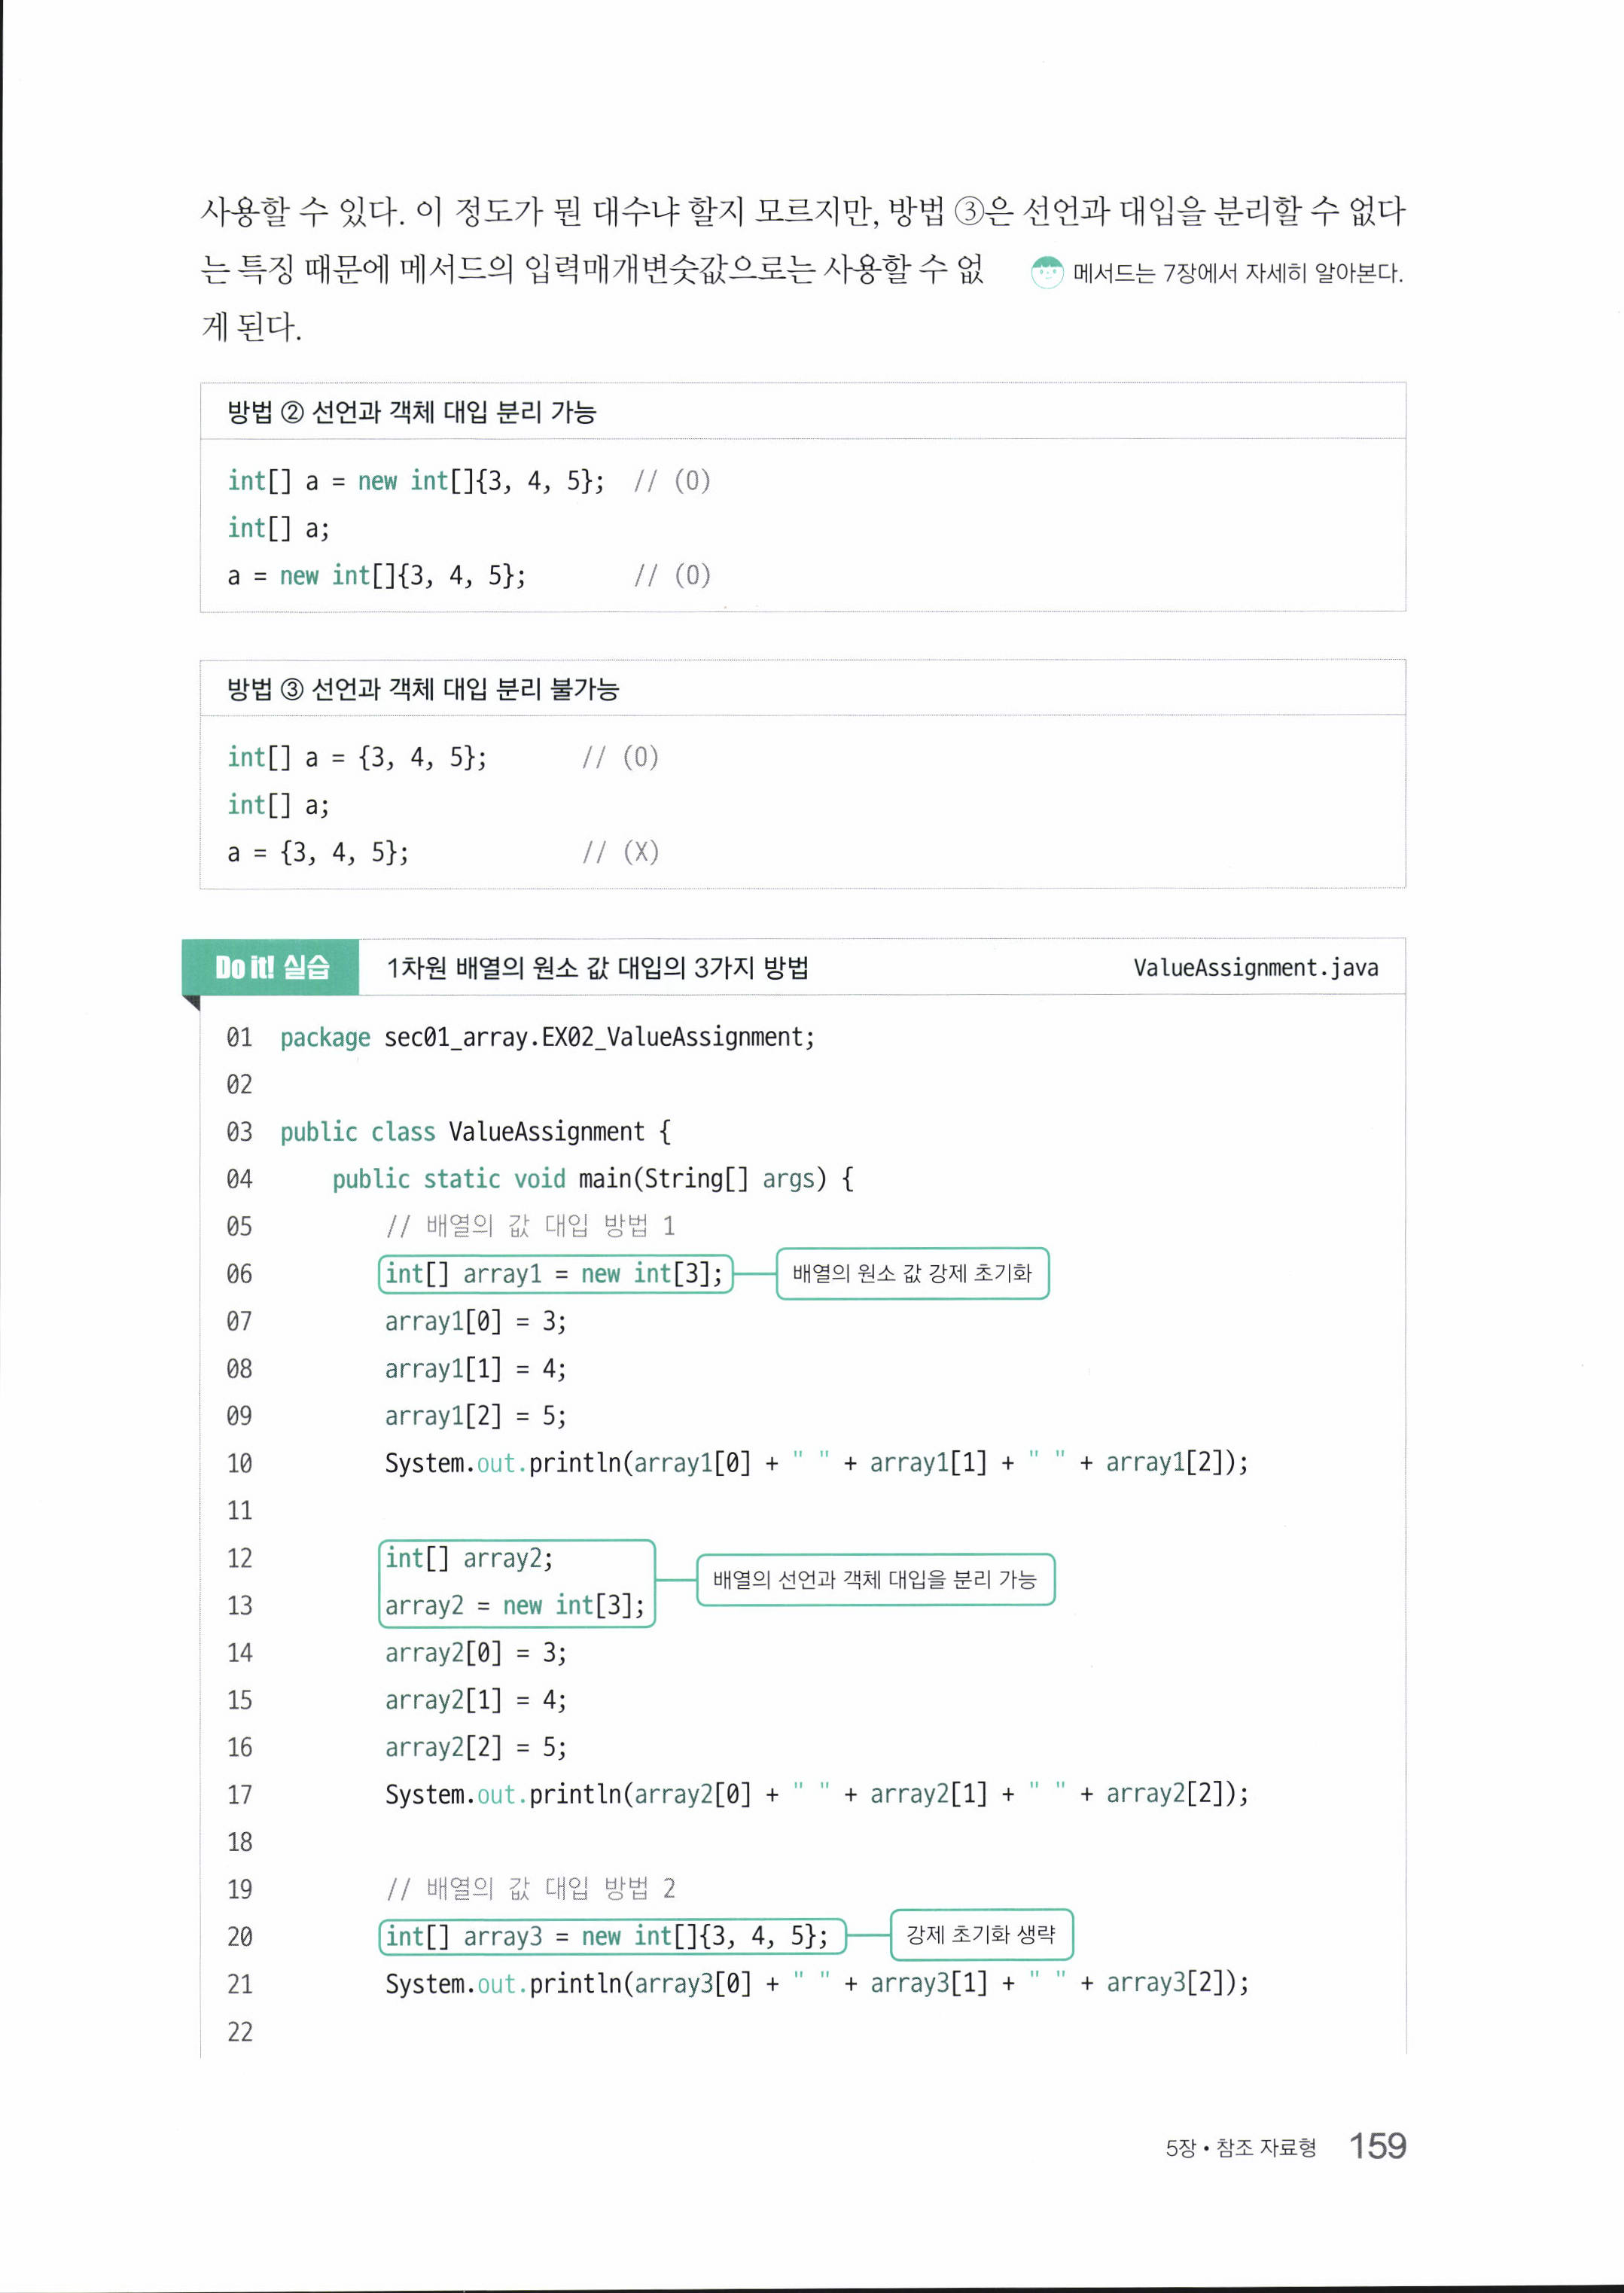 사용할 수 있다. 이 정도가 뭔 대수냐 할지 모르지만, 방법 ③은 선언과 대입을 분리할 수 없다
는 특징 때문에 메서드의 입력매개변숫값으로는 사용할 수 없
메서드는 7장에서 자세히 알아본다.
게 된다.
방법 ② 선언과 객체 대입 분리 가능
int[] a = new int[]{3, 4, 5};  // (O)
int[] a;
a = new int[]{3, 4, 5};        // (O)
방법 ③ 선언과 객체 대입 분리 불가능
int[] a = {3, 4, 5};       // (O)
int[] a;
a = {3, 4, 5};             // (X)
Do it! 실습 1차원 배열의 원소 값 대입의 3가지 방법 ValueAssignment.java
01 package sec01_array.EX02_ValueAssignment;
02
03 public class ValueAssignment {
04     public static void main(String[] args) {
05         // 배열의 값 대입 방법 1
06         int[] array1 = new int[3]; 배열의 원소 값 강제 초기화
07         array1[0] = 3;
08         array1[1] = 4;
09         array1[2] = 5;
10         System.out.println(array1[0] + " " + array1[1] + " " + array1[2]);
11
12         int[] array2;
배열의 선언과 객체 대입을 분리 가능
13         array2 = new int[3];
14         array2[0] = 3;
15         array2[1] = 4;
16         array2[2] = 5;
17         System.out.println(array2[0] + " " + array2[1] + " " + array2[2]);
18
19         // 배열의 값 대입 방법 2
20         int[] array3 = new int[]{3, 4, 5}; 강제 초기화 생략
21         System.out.println(array3[0] + " " + array3[1] + " " + array3[2]);
22
5장 • 참조 자료형 159